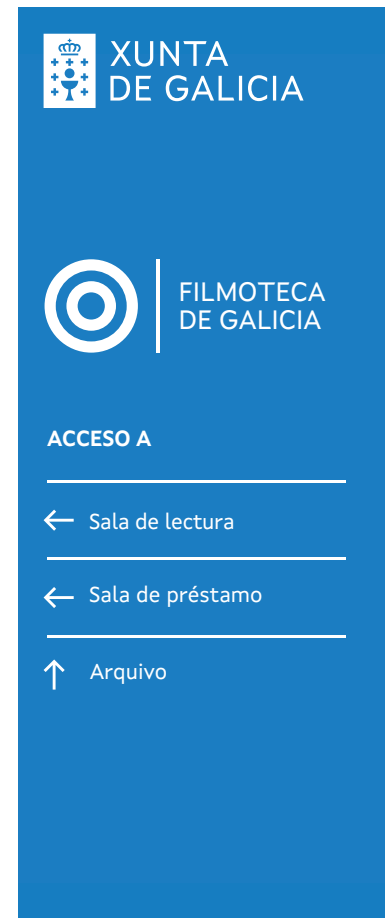 XUNTA
DE GALICIA
FILMOTECA
DE GALICIA
ACCESO A
← Sala de lectura
← Sala de préstamo
↑ Arquivo